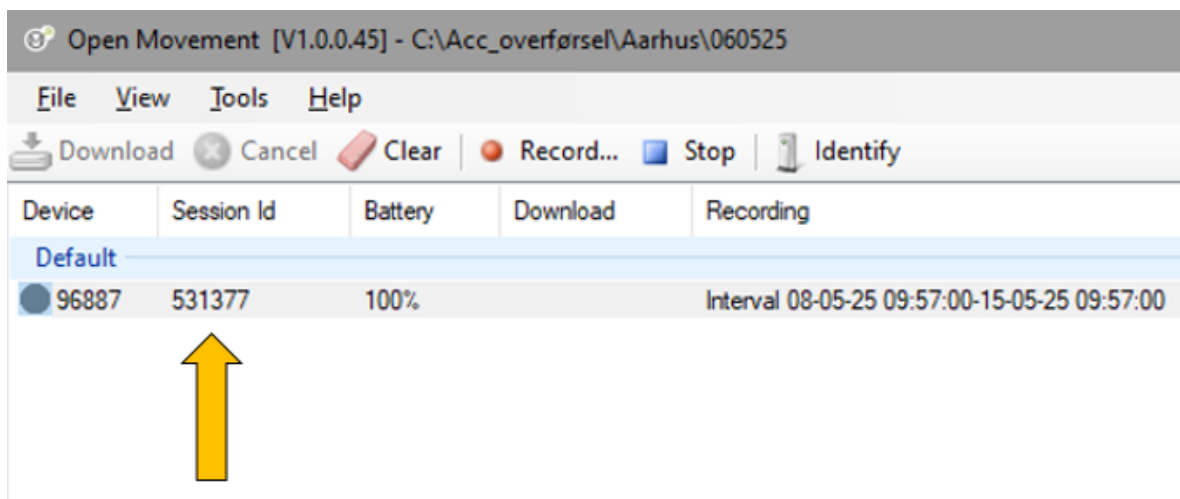 Open Movement [V1.0.0.45] - C:\Acc_overførsel\Aarhus\060525
File View Tools Help
Download Cancel Clear Record... Stop Identify
Device Session Id Battery Download Recording
Default
96887 531377 100% Interval 08-05-25 09:57:00-15-05-25 09:57:00